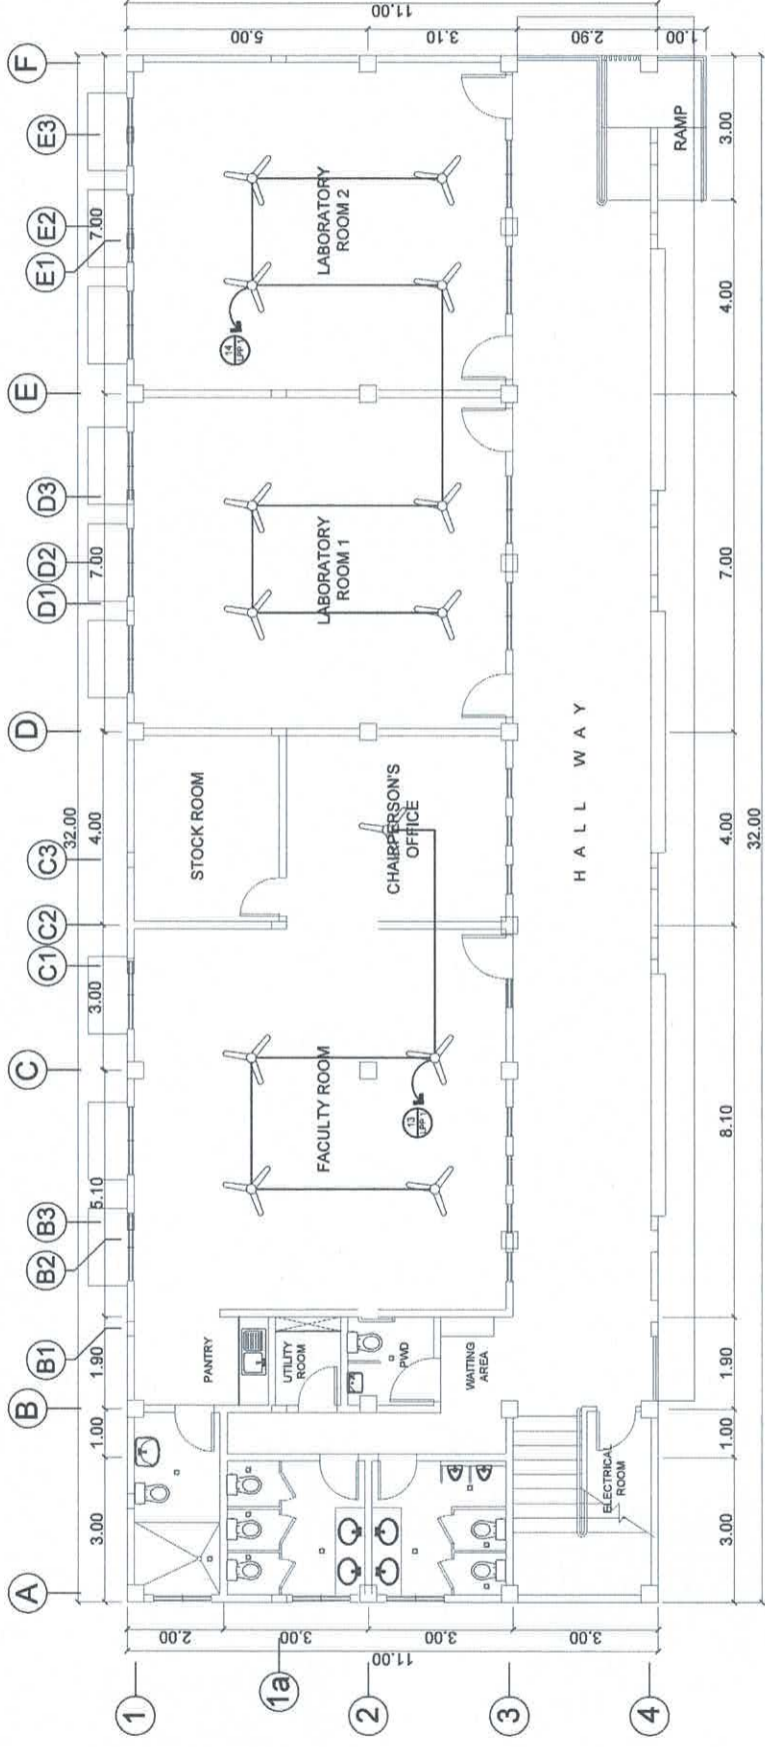 A
B
B1
B2
B3
C
C1
C2
C3
D
D1
D2
D3
E
E1
E2
E3
F
32.00
3.00
1.00
1.90
5.10
3.00
4.00
7.00
7.00
11.00
5.00
3.10
2.90
1.00
1
1a
2
3
4
11.00
2.00
3.00
3.00
3.00
PANTRY
UTILITY
ROOM
PWD
WAITING
AREA
ELECTRICAL
ROOM
FACULTY ROOM
13
LPP 1
STOCK ROOM
CHAIRPERSON'S
OFFICE
LABORATORY
ROOM 1
LABORATORY
ROOM 2
14
LPP 1
HALL WAY
RAMP
3.00
1.00
1.90
8.10
4.00
7.00
4.00
3.00
32.00